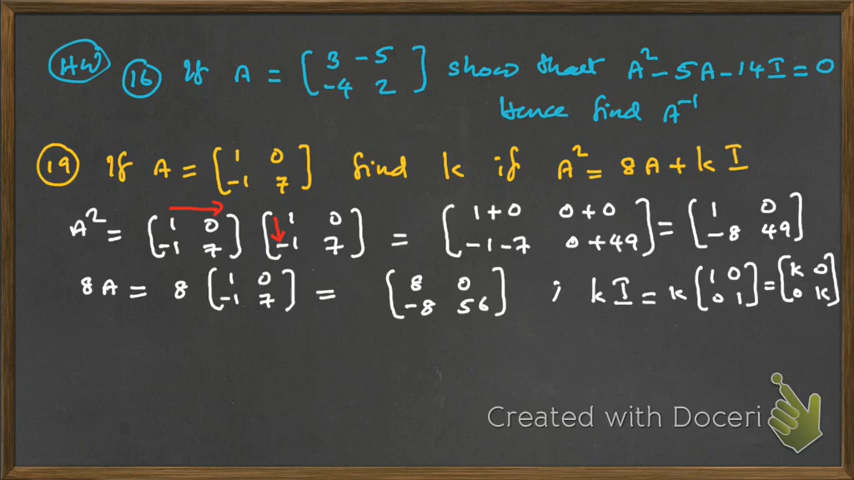 HW 16 If A = [3 -5 -4 2] show that A² - 5A - 14I = 0
Hence find A⁻¹
19 If A = [1 0 -1 7] find k if A² = 8A + kI
A² = [1 0 -1 7] [1 0 -1 7] = [1+0 0+0 -1-7 0+49] = [1 0 -8 49]
8A = 8 [1 0 -1 7] = [8 0 -8 56] ; kI = k [1 0 0 1] = [k 0 0 k]
Created with Doceri